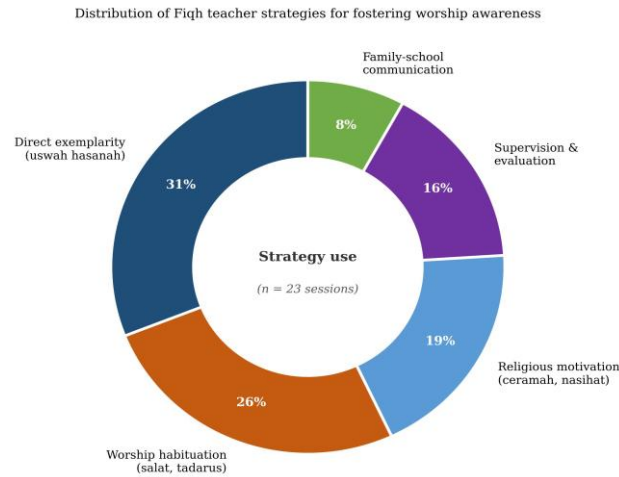 Distribution of Fiqh teacher strategies for fostering worship awareness
Family-school
communication
8%
Direct exemplarity
(uswah hasanah)
31%
Supervision &
evaluation
16%
Strategy use
(n = 23 sessions)
19%
Religious motivation
(ceramah, nasihat)
26%
Worship habituation
(salat, tadarus)